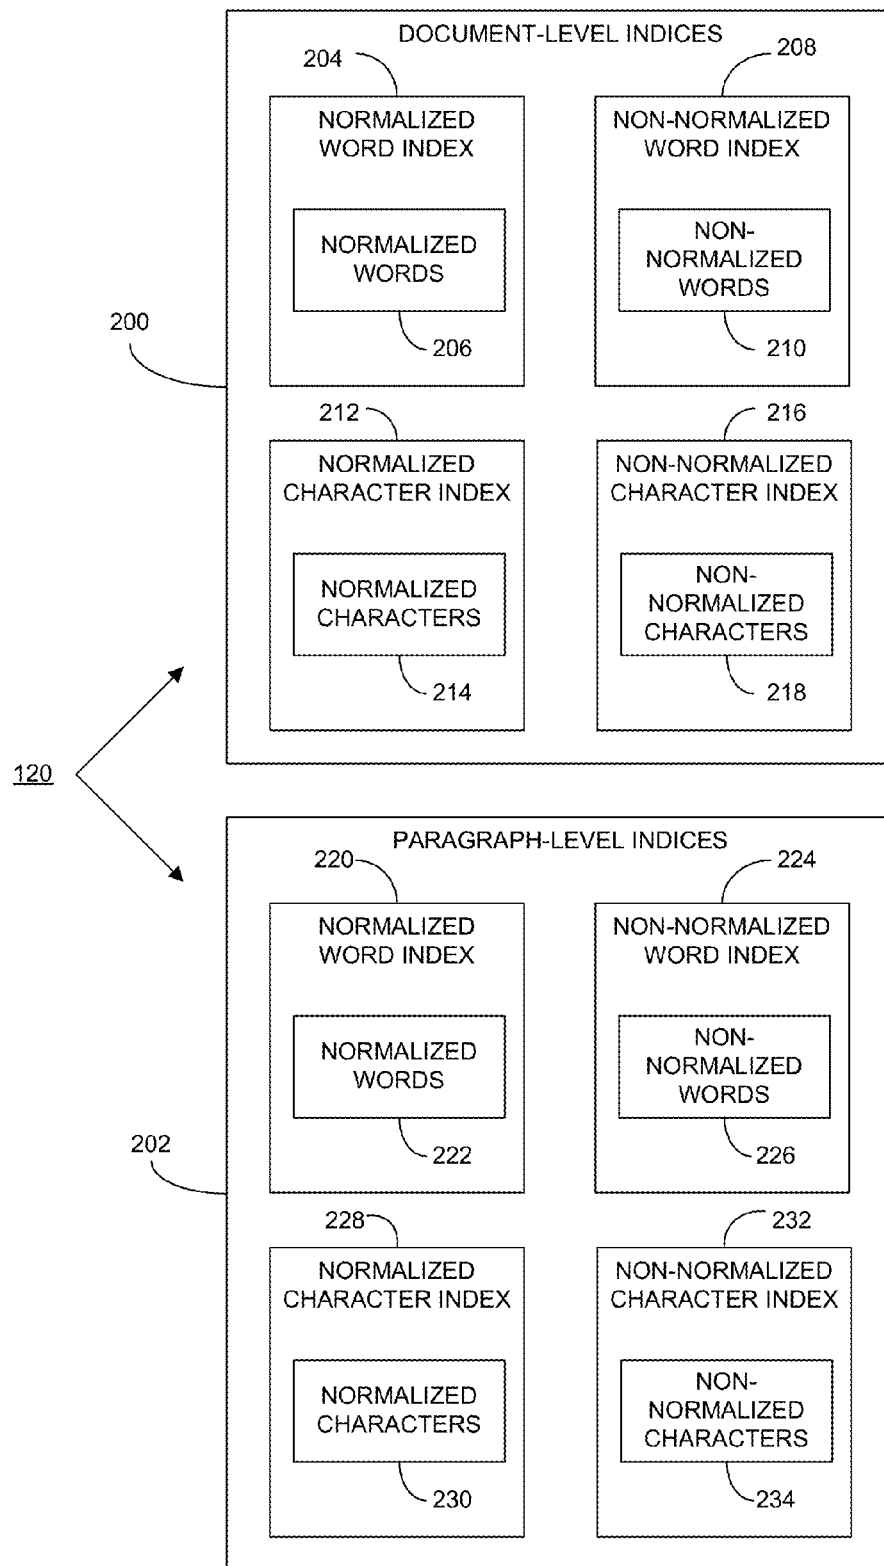 DOCUMENT-LEVEL INDICES
204
208
NORMALIZED
WORD INDEX
NON-NORMALIZED
WORD INDEX
NORMALIZED
WORDS
NON-
NORMALIZED
WORDS
200
206
210
212
216
NORMALIZED
CHARACTER INDEX
NON-NORMALIZED
CHARACTER INDEX
NORMALIZED
CHARACTERS
NON-
NORMALIZED
CHARACTERS
214
218
120
PARAGRAPH-LEVEL INDICES
220
224
NORMALIZED
WORD INDEX
NON-NORMALIZED
WORD INDEX
NORMALIZED
WORDS
NON-
NORMALIZED
WORDS
202
222
226
228
232
NORMALIZED
CHARACTER INDEX
NON-NORMALIZED
CHARACTER INDEX
NORMALIZED
CHARACTERS
NON-
NORMALIZED
CHARACTERS
230
234